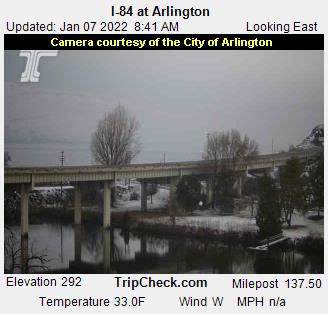 I-84 at Arlington
Updated: Jan 07 2022 8:41 AM Looking East
Camera courtesy of the City of Arlington
Elevation 292 TripCheck.com Milepost 137.50
Temperature 33.0F Wind W MPH n/a